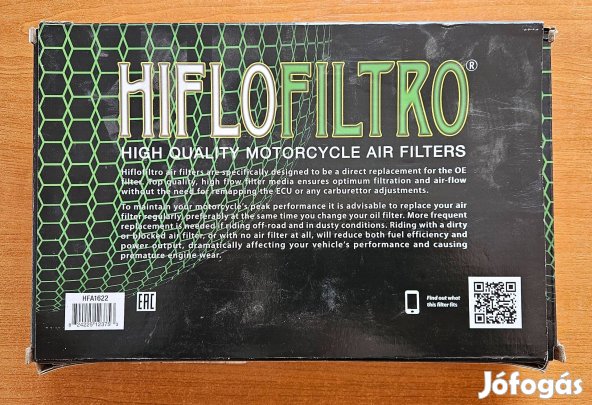 HIFLOFILTRO®
HIGH QUALITY MOTORCYCLE AIR FILTERS
Hiflofiltro air filters are specifically designed to be a direct replacement for the OE
filter. Top quality, high flow filter media ensures optimum filtration and air-flow
without the need for remapping the ECU or any carburettor adjustments.
To maintain your motorcycle's peak performance it is advisable to replace your air
filter regularly, preferably at the same time you change your oil filter. More frequent
replacement is needed if riding off-road and in dusty conditions. Riding with a dirty
or blocked air filter, or with no air filter at all, will reduce both fuel efficiency and
power output, dramatically affecting your vehicle's performance and causing
premature engine wear.
HFA1622
EAC
Find out what
this filter fits
Jófogás